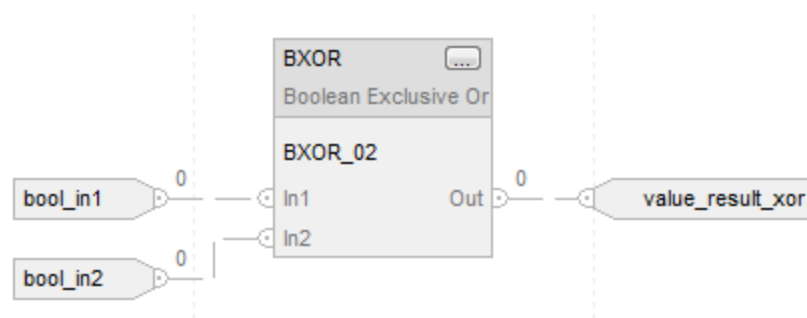 BXOR ...
Boolean Exclusive Or
BXOR_02
0
bool_in1
In1
Out
0
value_result_xor
0
In2
bool_in2